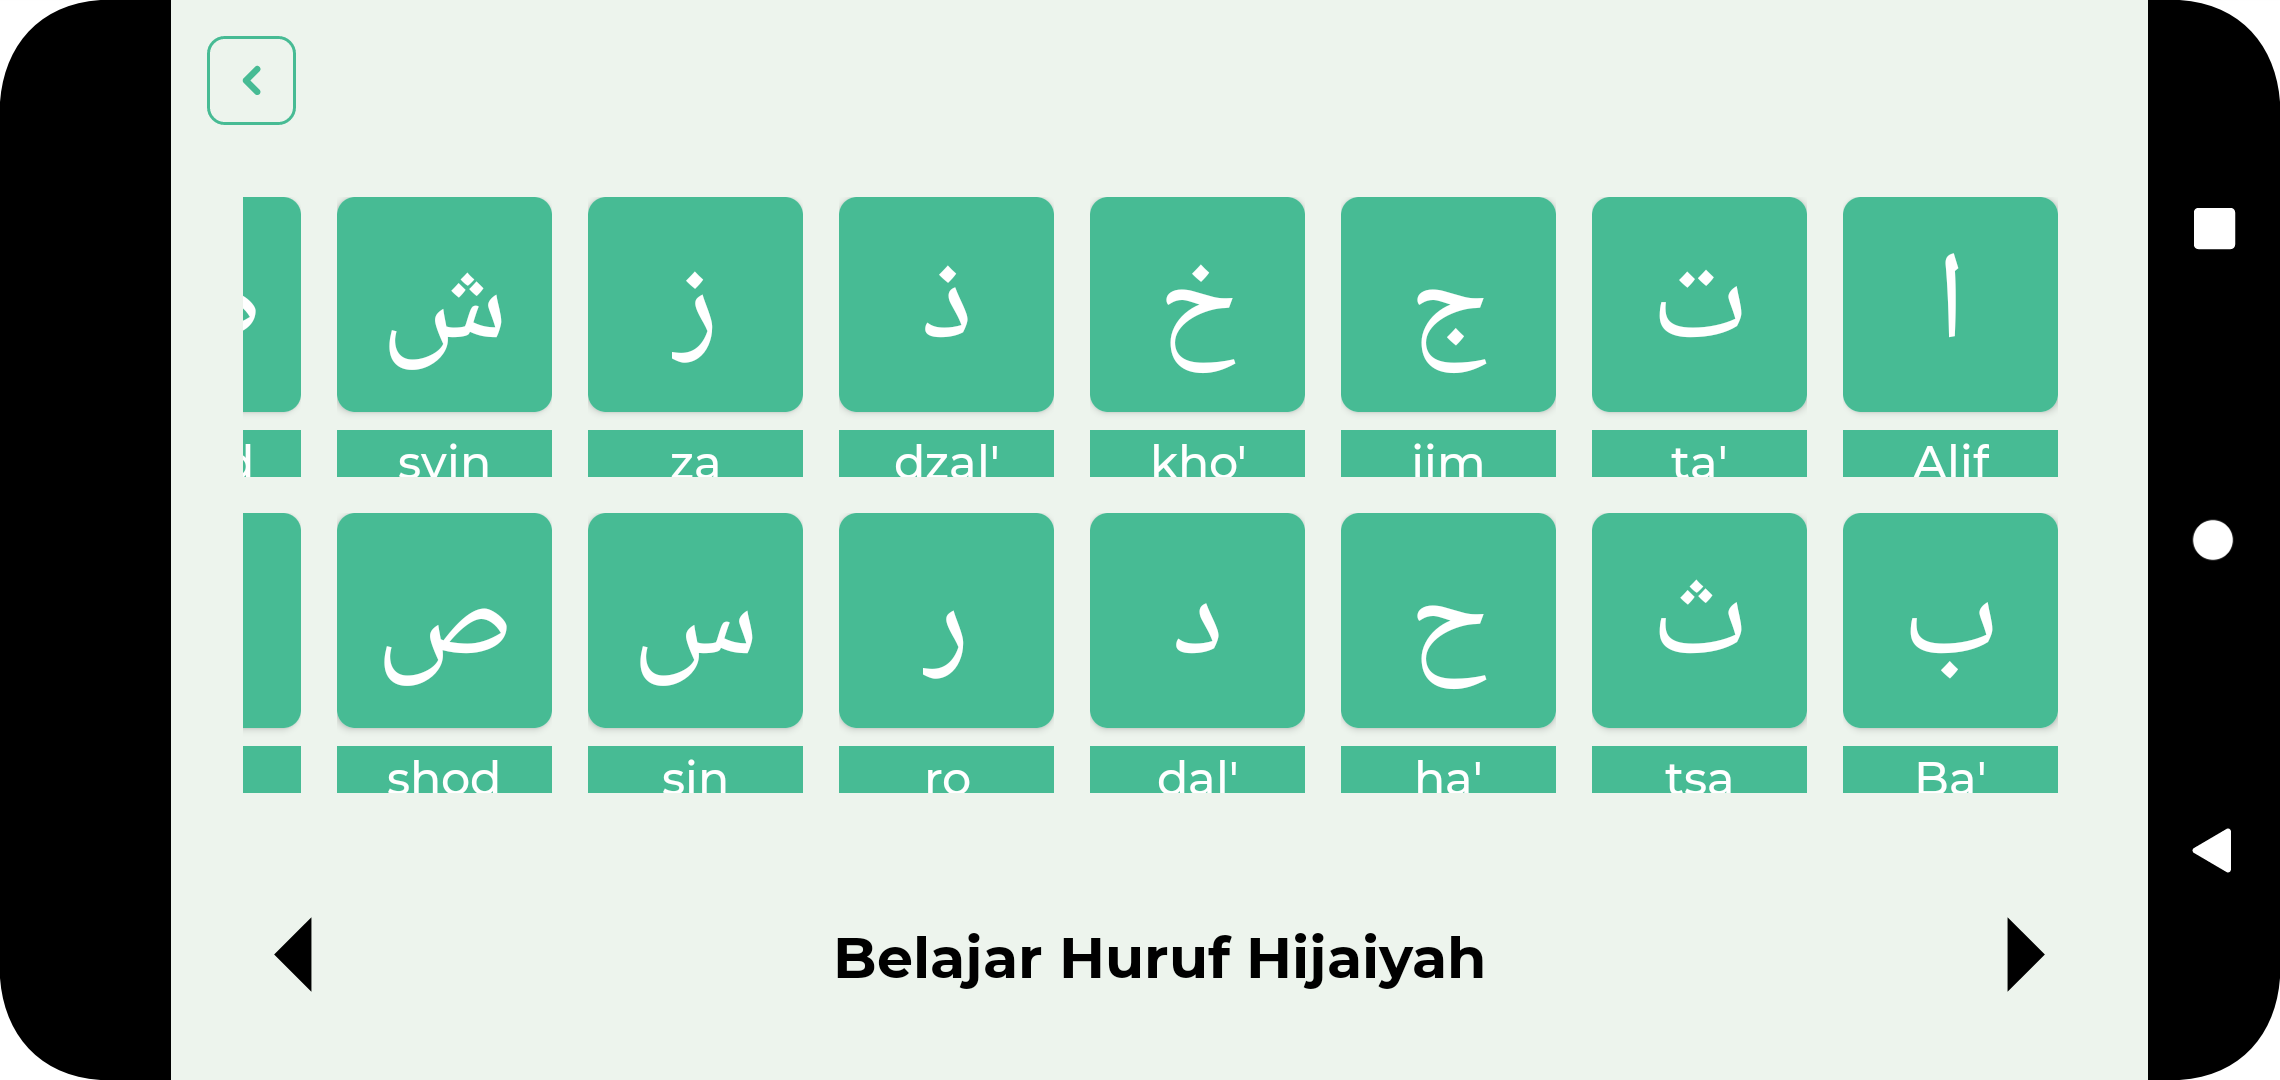 ا
Alif
ب
Ba'
ت
ta'
ث
tsa
ج
jim
ح
ha'
خ
kho'
د
dal'
ذ
dzal'
ر
ro
ز
za
س
sin
ش
syin
ص
shod
Belajar Huruf Hijaiyah